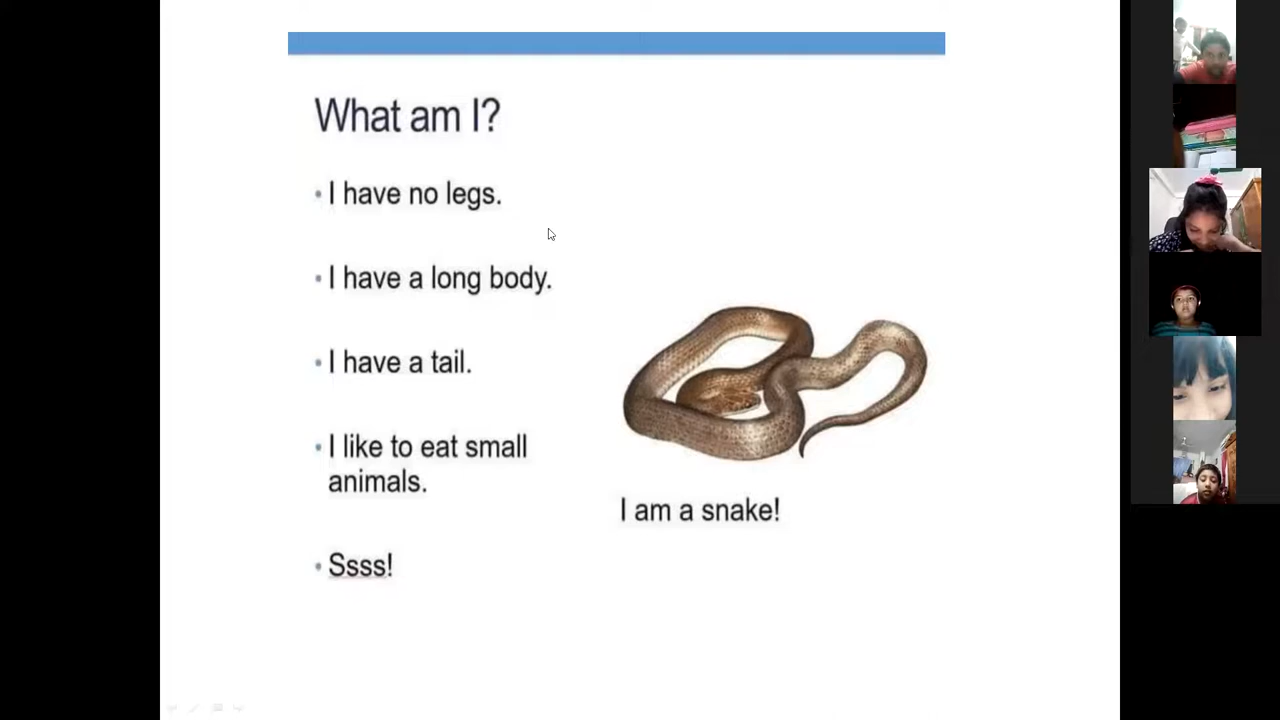 What am I?
• I have no legs.
• I have a long body.
• I have a tail.
• I like to eat small
animals.
• Ssss!
I am a snake!